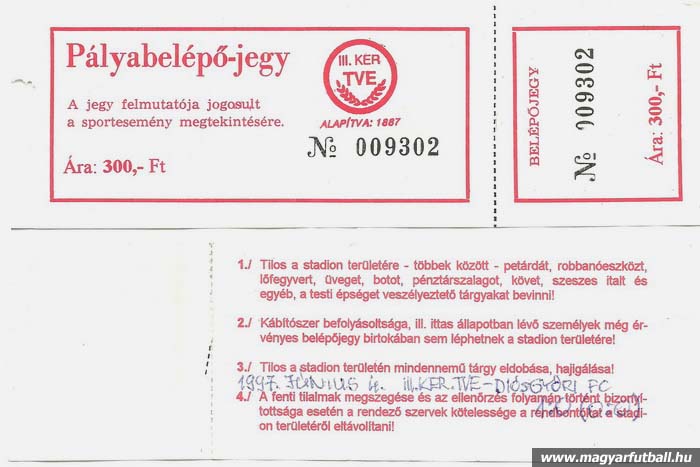 Pályabelépő-jegy
A jegy felmutatója jogosult
a sportesemény megtekintésére.
Ára: 300,- Ft
III. KER
TVE
ALAPÍTVA: 1887
№ 009302
BELÉPŐJEGY
№ 009302
Ára: 300,- Ft
1./ Tilos a stadion területére - többek között - petárdát, robbanóeszközt,
lőfegyvert, üveget, botot, pénztárszalagot, követ, szeszes italt és
egyéb, a testi épséget veszélyeztető tárgyakat bevinni!
2./ Kábítószer befolyásoltsága, ill. ittas állapotban lévő személyek még ér-
vényes belépőjegy birtokában sem léphetnek a stadion területére!
3./ Tilos a stadion területén mindennemű tárgy eldobása, hajigálása!
1997. JÚNIUS 4. III.KER.TVE-DIÓSGYŐRI FC
4./ A fenti tilalmak megszegése és az ellenőrzés folyamán történt bizonyí-
tottsága esetén a rendező szervek kötelessége a rendbontókat a stadi-
on területéről eltávolítani!
www.magyarfutball.hu